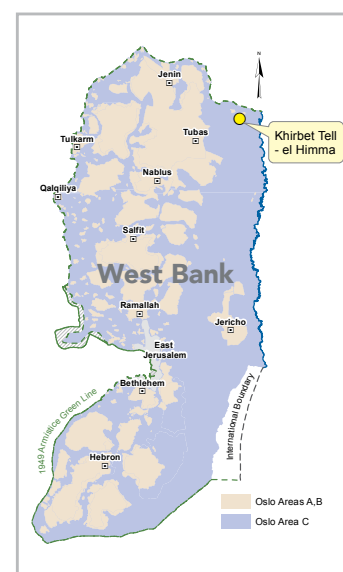 N
Jenin
Khirbet Tell
- el Himma
Tubas
Tulkarm
Nablus
Qalqiliya
Salfit
West Bank
Ramallah
Jericho
East
Jerusalem
Bethlehem
1949 Armistice Green Line
International Boundary
Hebron
Oslo Areas A,B
Oslo Area C